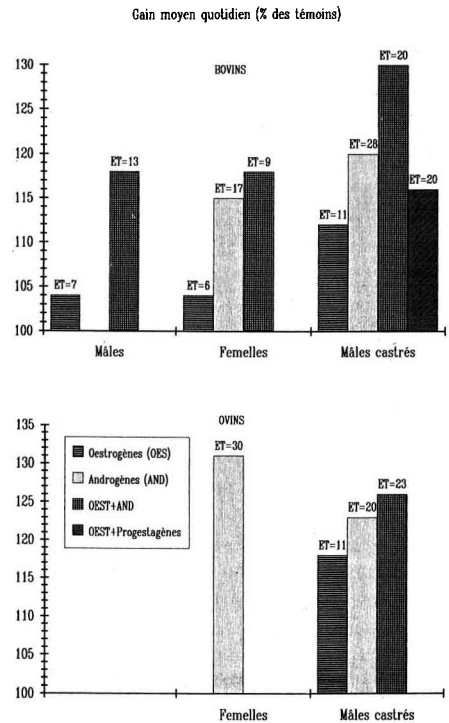 Gain moyen quotidien (% des témoins)
BOVINS
130
125
120
115
110
105
100
ET=7
ET=13
ET=6
ET=17
ET=9
ET=11
ET=28
ET=20
ET=20
Mâles
Femelles
Mâles castrés
OVINS
135
130
125
120
115
110
105
100
Oestrogènes (OES)
Androgènes (AND)
OEST+AND
OEST+Progestagènes
ET=30
ET=11
ET=20
ET=23
Femelles
Mâles castrés